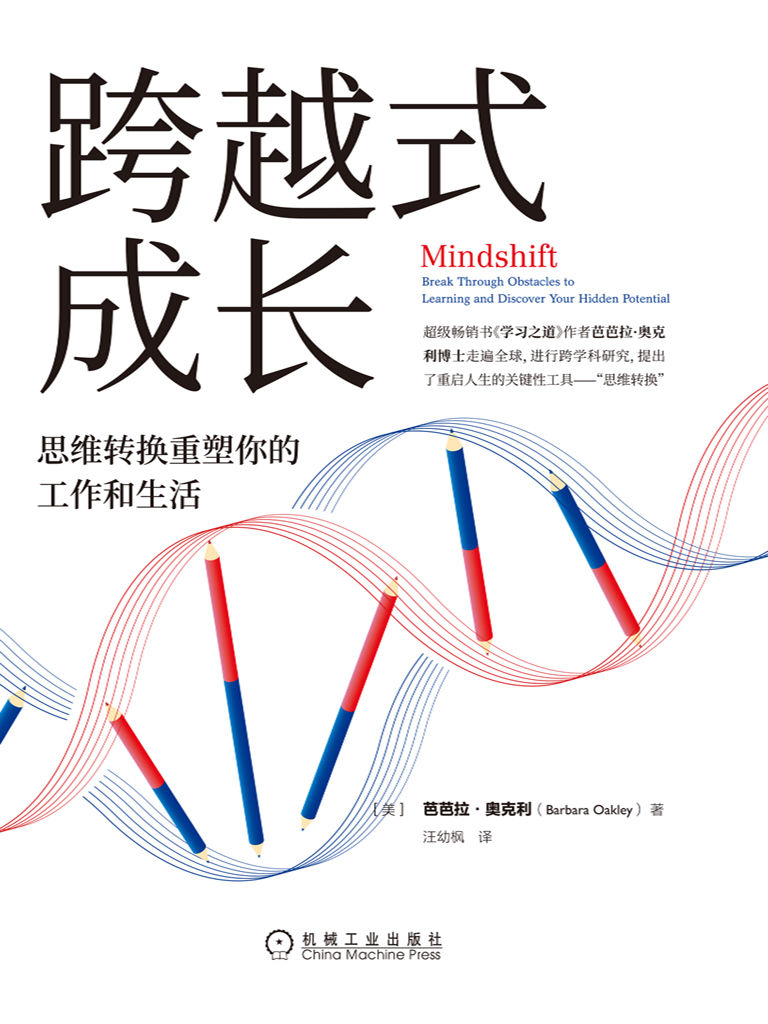 跨越式
成长
Mindshift
Break Through Obstacles to
Learning and Discover Your Hidden Potential
超级畅销书《学习之道》作者芭芭拉·奥克
利博士走遍全球，进行跨学科研究，提出
了重启人生的关键性工具——“思维转换”
思维转换重塑你的
工作和生活
［美］ 芭芭拉·奥克利（Barbara Oakley）著
汪幼枫 译
机械工业出版社
China Machine Press